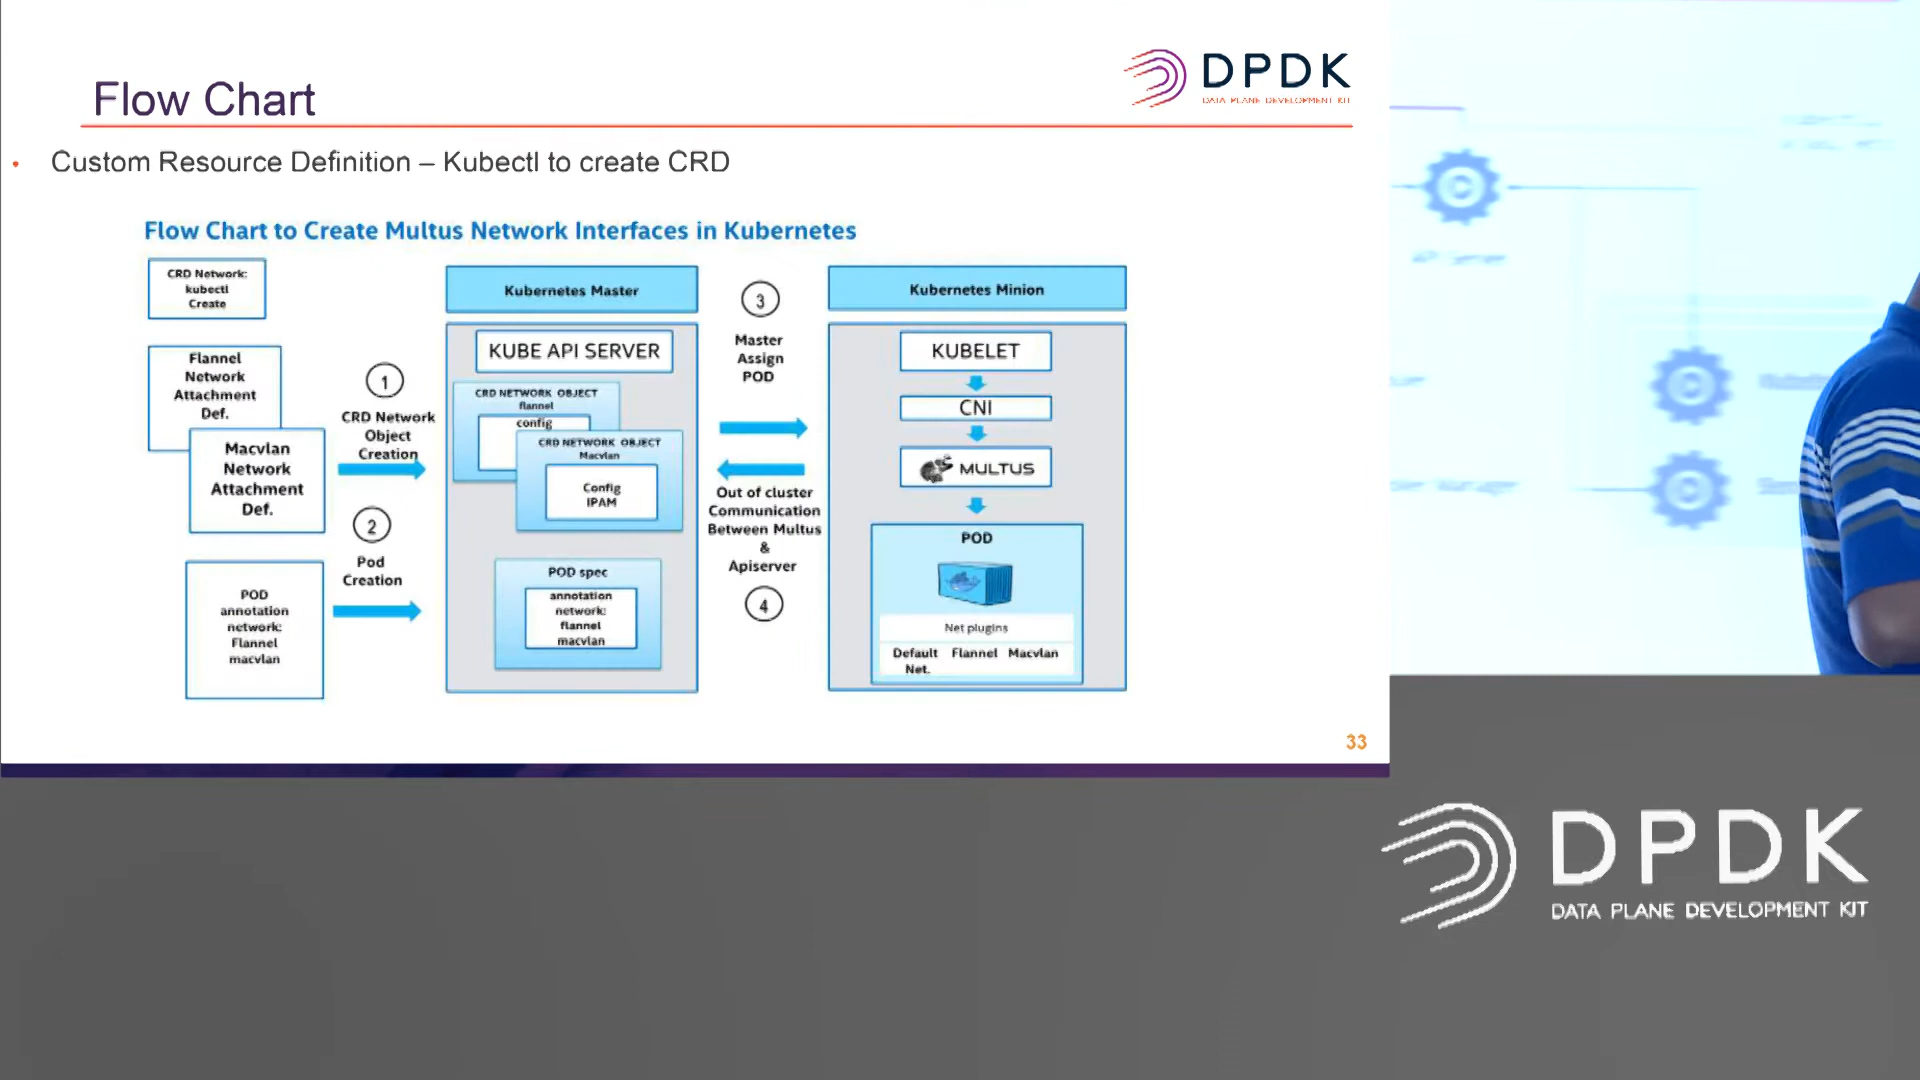 Flow Chart
DPDK
DATA PLANE DEVELOPMENT KIT
• Custom Resource Definition – Kubectl to create CRD
Flow Chart to Create Multus Network Interfaces in Kubernetes
CRD Network:
kubectl
Create
Flannel
Network
Attachment
Def.
Macvlan
Network
Attachment
Def.
POD
annotation
network:
Flannel
macvlan
1
CRD Network
Object
Creation
2
Pod
Creation
Kubernetes Master
KUBE API SERVER
CRD NETWORK OBJECT
flannel
config
CRD NETWORK OBJECT
Macvlan
Config
IPAM
POD spec
annotation
network:
flannel
macvlan
3
Master
Assign
POD
Out of cluster
Communication
Between Multus
&
Apiserver
4
Kubernetes Minion
KUBELET
CNI
MULTUS
POD
Net plugins
Default Flannel Macvlan
Net.
33
DPDK
DATA PLANE DEVELOPMENT KIT